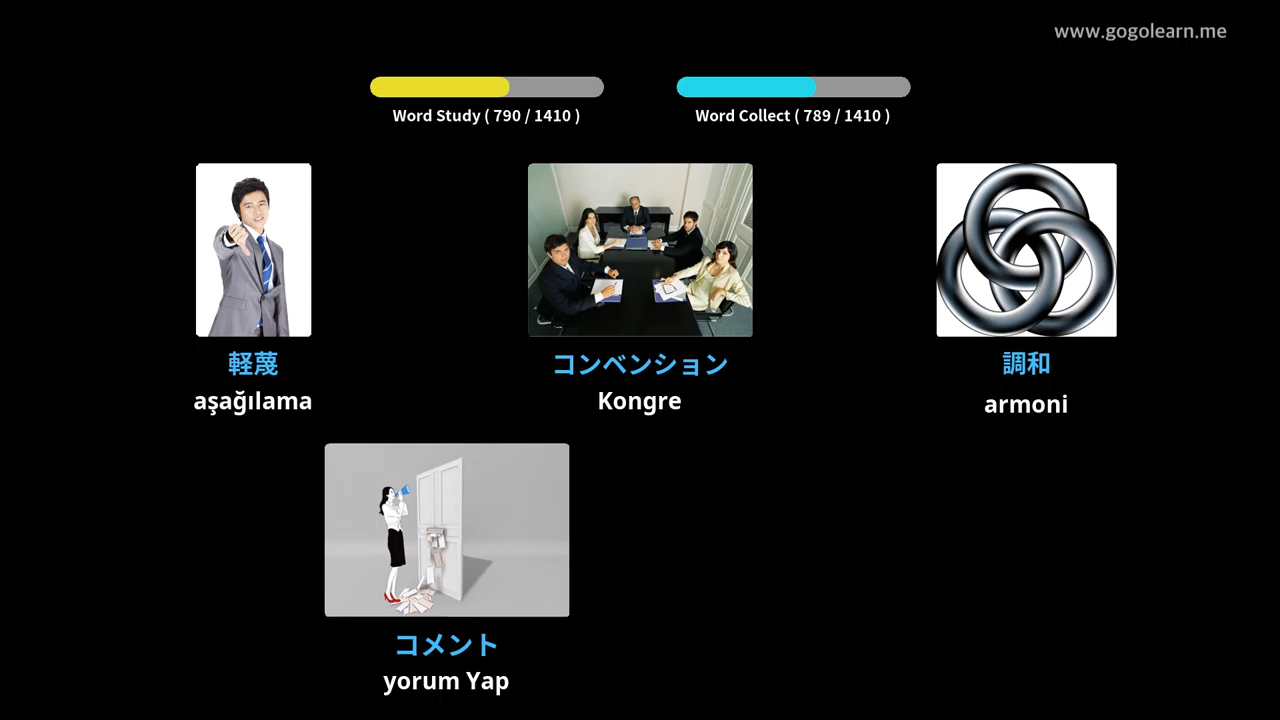 www.gogolearn.me
Word Study ( 790 / 1410 )
Word Collect ( 789 / 1410 )
軽蔑
aşağılama
コンベンション
Kongre
調和
armoni
コメント
yorum Yap